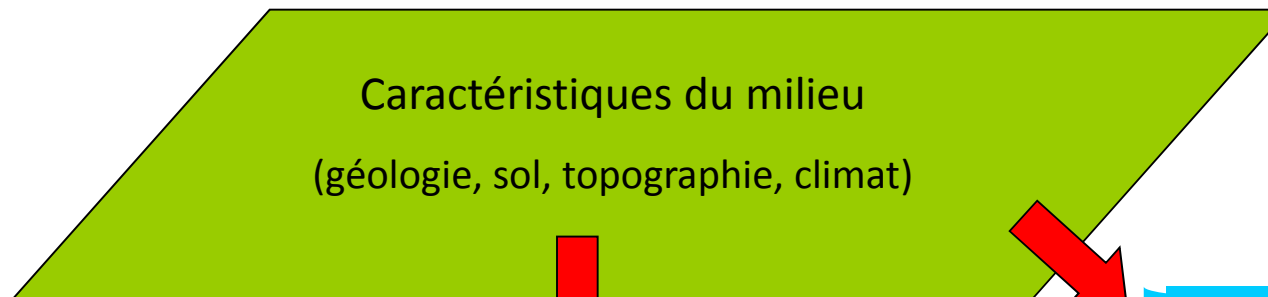 Caractéristiques du milieu
(géologie, sol, topographie, climat)